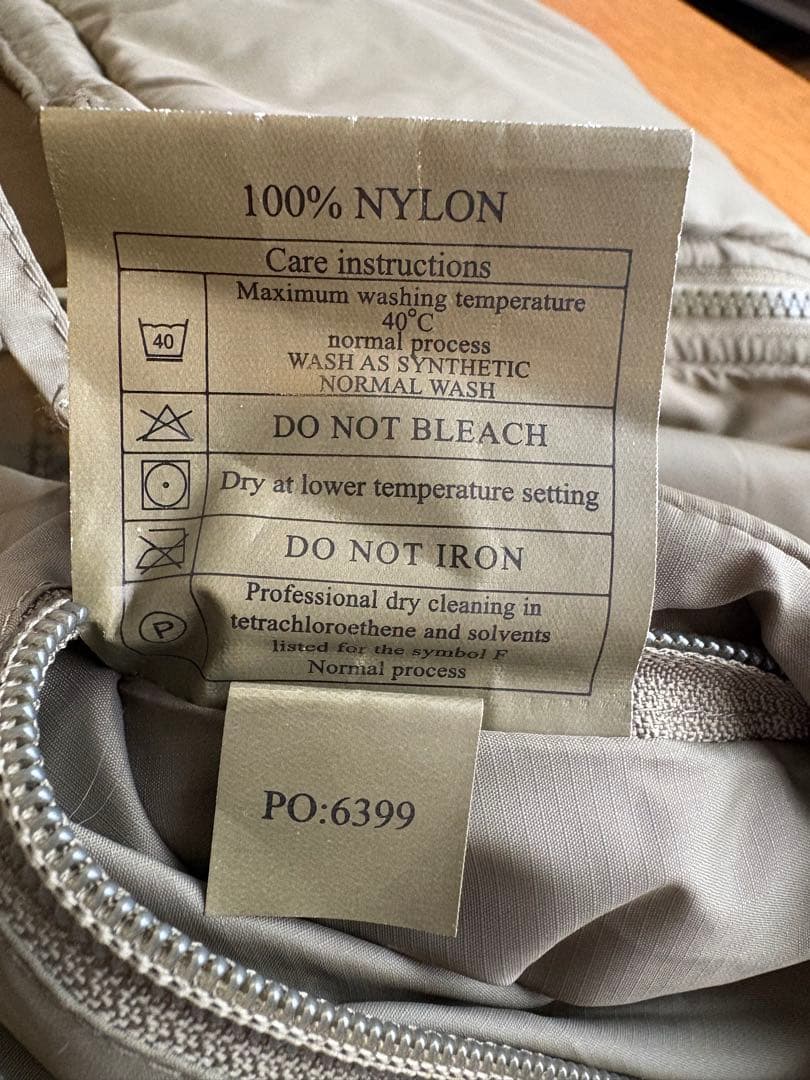 100% NYLON
Care instructions
Maximum washing temperature
40°C
normal process
WASH AS SYNTHETIC
NORMAL WASH
40
DO NOT BLEACH
Dry at lower temperature setting
DO NOT IRON
Professional dry cleaning in
tetrachloroethene and solvents
listed for the symbol F
Normal process
P
PO:6399